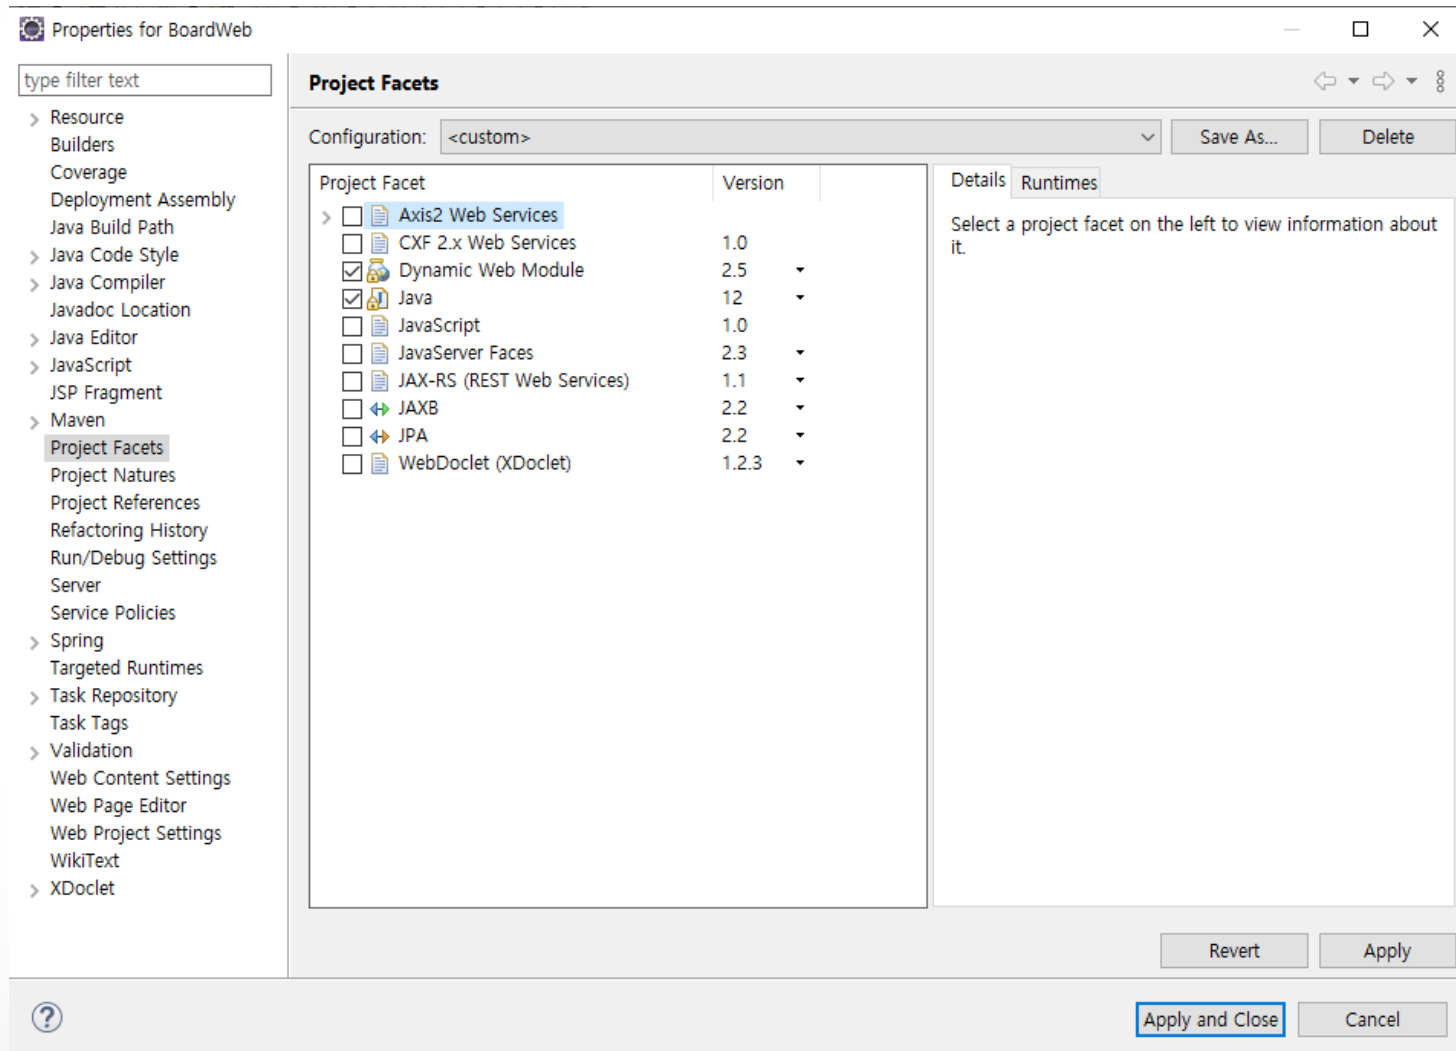 Properties for BoardWeb
type filter text
Resource
Builders
Coverage
Deployment Assembly
Java Build Path
Java Code Style
Java Compiler
Javadoc Location
Java Editor
JavaScript
JSP Fragment
Maven
Project Facets
Project Natures
Project References
Refactoring History
Run/Debug Settings
Server
Service Policies
Spring
Targeted Runtimes
Task Repository
Task Tags
Validation
Web Content Settings
Web Page Editor
Web Project Settings
WikiText
XDoclet
Project Facets
Configuration: <custom> Save As... Delete
Project Facet Version
Axis2 Web Services
CXF 2.x Web Services 1.0
Dynamic Web Module 2.5
Java 12
JavaScript 1.0
JavaServer Faces 2.3
JAX-RS (REST Web Services) 1.1
JAXB 2.2
JPA 2.2
WebDoclet (XDoclet) 1.2.3
Details Runtimes
Select a project facet on the left to view information about
it.
Revert Apply
? Apply and Close Cancel